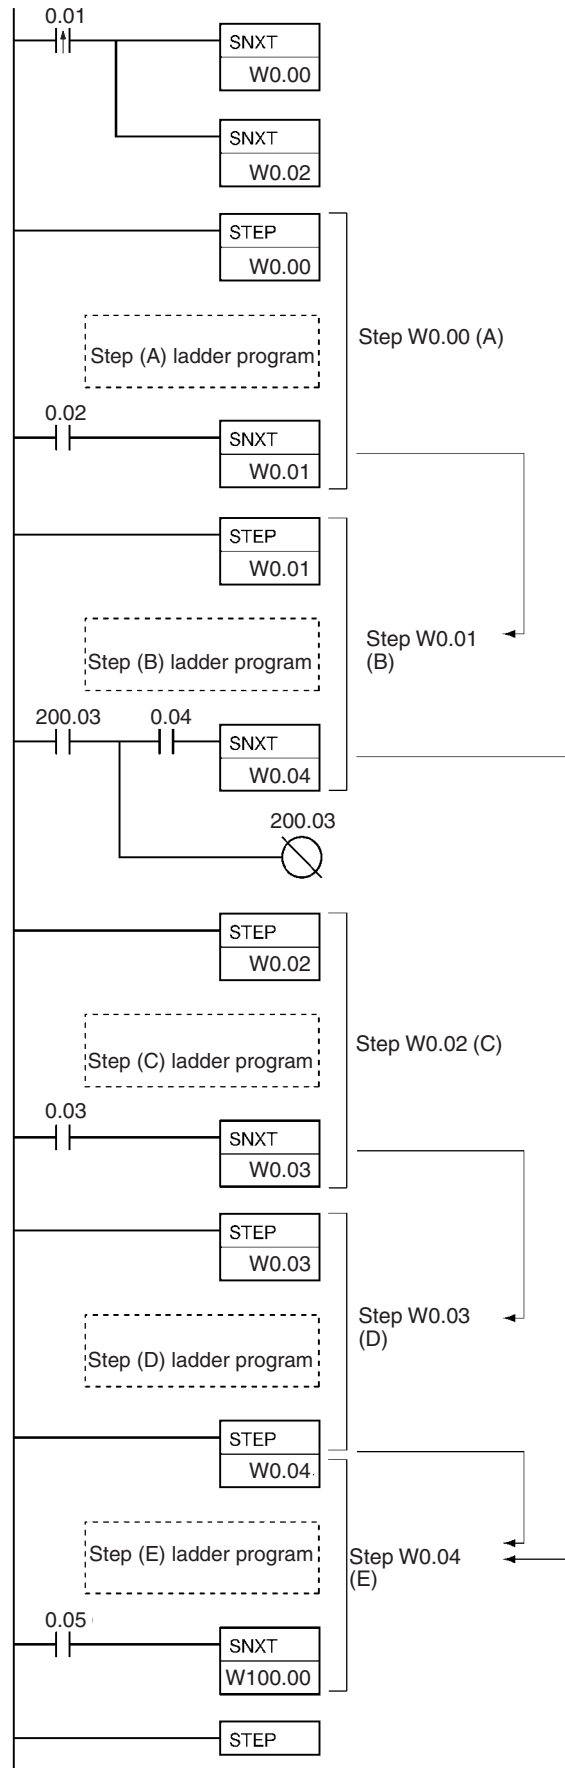 0.01
SNXT
W0.00
SNXT
W0.02
STEP
W0.00
Step (A) ladder program
Step W0.00 (A)
0.02
SNXT
W0.01
STEP
W0.01
Step (B) ladder program
Step W0.01
(B)
200.03
0.04
SNXT
W0.04
200.03
STEP
W0.02
Step (C) ladder program
Step W0.02 (C)
0.03
SNXT
W0.03
STEP
W0.03
Step (D) ladder program
Step W0.03
(D)
STEP
W0.04
Step (E) ladder program
Step W0.04
(E)
0.05
SNXT
W100.00
STEP